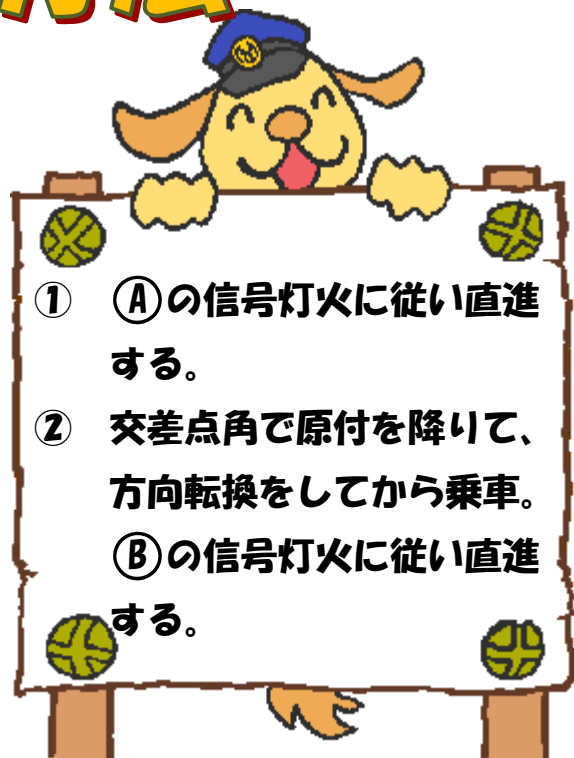 ① Ⓐの信号灯火に従い直進
する。
② 交差点角で原付を降りて、
方向転換をしてから乗車。
Ⓑの信号灯火に従い直進
する。